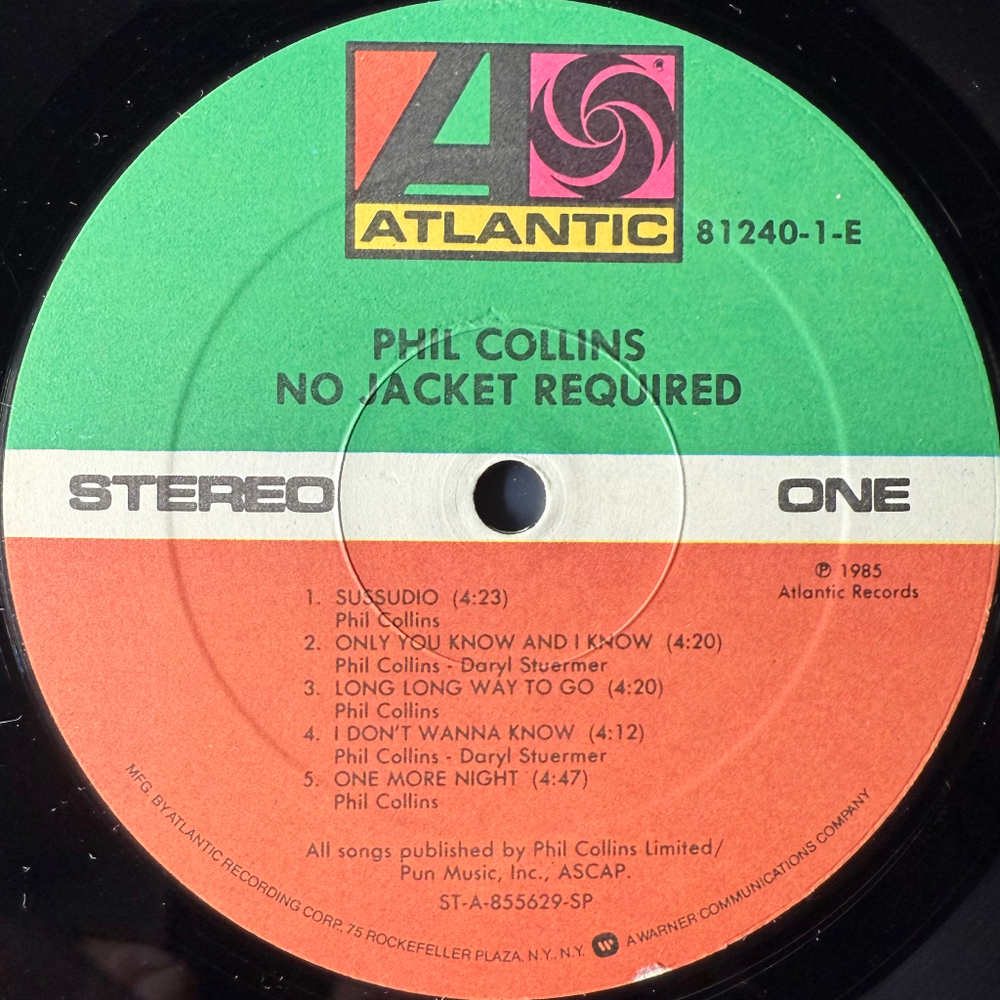 ®
ATLANTIC 81240-1-E
PHIL COLLINS
NO JACKET REQUIRED
STEREO ONE
℗ 1985
Atlantic Records
1. SUSSUDIO (4:23)
Phil Collins
2. ONLY YOU KNOW AND I KNOW (4:20)
Phil Collins - Daryl Stuermer
3. LONG LONG WAY TO GO (4:20)
Phil Collins
4. I DON'T WANNA KNOW (4:12)
Phil Collins - Daryl Stuermer
5. ONE MORE NIGHT (4:47)
Phil Collins
All songs published by Phil Collins Limited/
Pun Music, Inc., ASCAP.
ST-A-855629-SP
MFG. BY ATLANTIC RECORDING CORP. 75 ROCKEFELLER PLAZA. N.Y. N.Y. A WARNER COMMUNICATIONS COMPANY